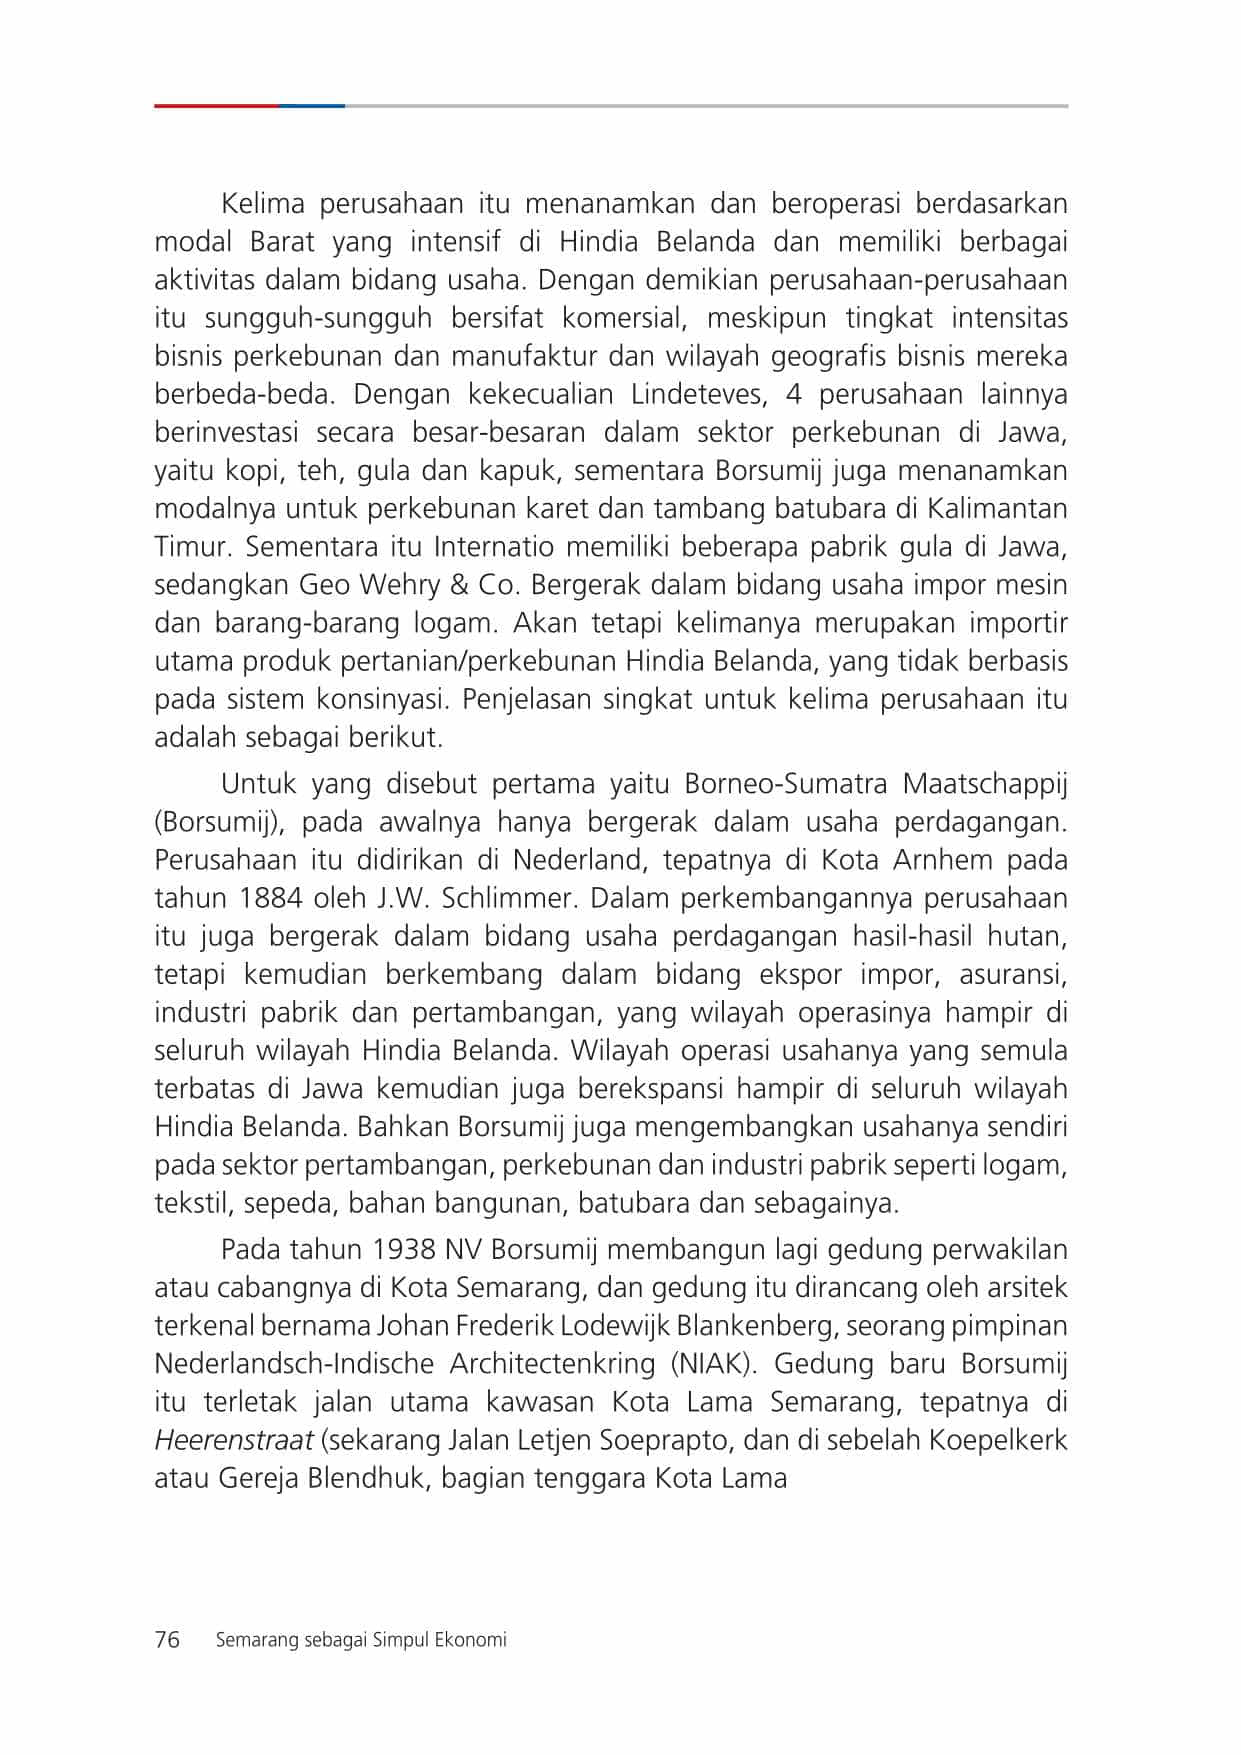 Kelima perusahaan itu menanamkan dan beroperasi berdasarkan
modal Barat yang intensif di Hindia Belanda dan memiliki berbagai
aktivitas dalam bidang usaha. Dengan demikian perusahaan-perusahaan
itu sungguh-sungguh bersifat komersial, meskipun tingkat intensitas
bisnis perkebunan dan manufaktur dan wilayah geografis bisnis mereka
berbeda-beda. Dengan kekecualian Lindeteves, 4 perusahaan lainnya
berinvestasi secara besar-besaran dalam sektor perkebunan di Jawa,
yaitu kopi, teh, gula dan kapuk, sementara Borsumij juga menanamkan
modalnya untuk perkebunan karet dan tambang batubara di Kalimantan
Timur. Sementara itu Internatio memiliki beberapa pabrik gula di Jawa,
sedangkan Geo Wehry & Co. Bergerak dalam bidang usaha impor mesin
dan barang-barang logam. Akan tetapi kelimanya merupakan importir
utama produk pertanian/perkebunan Hindia Belanda, yang tidak berbasis
pada sistem konsinyasi. Penjelasan singkat untuk kelima perusahaan itu
adalah sebagai berikut.
Untuk yang disebut pertama yaitu Borneo-Sumatra Maatschappij
(Borsumij), pada awalnya hanya bergerak dalam usaha perdagangan.
Perusahaan itu didirikan di Nederland, tepatnya di Kota Arnhem pada
tahun 1884 oleh J.W. Schlimmer. Dalam perkembangannya perusahaan
itu juga bergerak dalam bidang usaha perdagangan hasil-hasil hutan,
tetapi kemudian berkembang dalam bidang ekspor impor, asuransi,
industri pabrik dan pertambangan, yang wilayah operasinya hampir di
seluruh wilayah Hindia Belanda. Wilayah operasi usahanya yang semula
terbatas di Jawa kemudian juga berekspansi hampir di seluruh wilayah
Hindia Belanda. Bahkan Borsumij juga mengembangkan usahanya sendiri
pada sektor pertambangan, perkebunan dan industri pabrik seperti logam,
tekstil, sepeda, bahan bangunan, batubara dan sebagainya.
Pada tahun 1938 NV Borsumij membangun lagi gedung perwakilan
atau cabangnya di Kota Semarang, dan gedung itu dirancang oleh arsitek
terkenal bernama Johan Frederik Lodewijk Blankenberg, seorang pimpinan
Nederlandsch-Indische Architectenkring (NIAK). Gedung baru Borsumij
itu terletak jalan utama kawasan Kota Lama Semarang, tepatnya di
Heerenstraat (sekarang Jalan Letjen Soeprapto, dan di sebelah Koepelkerk
atau Gereja Blendhuk, bagian tenggara Kota Lama
76 Semarang sebagai Simpul Ekonomi